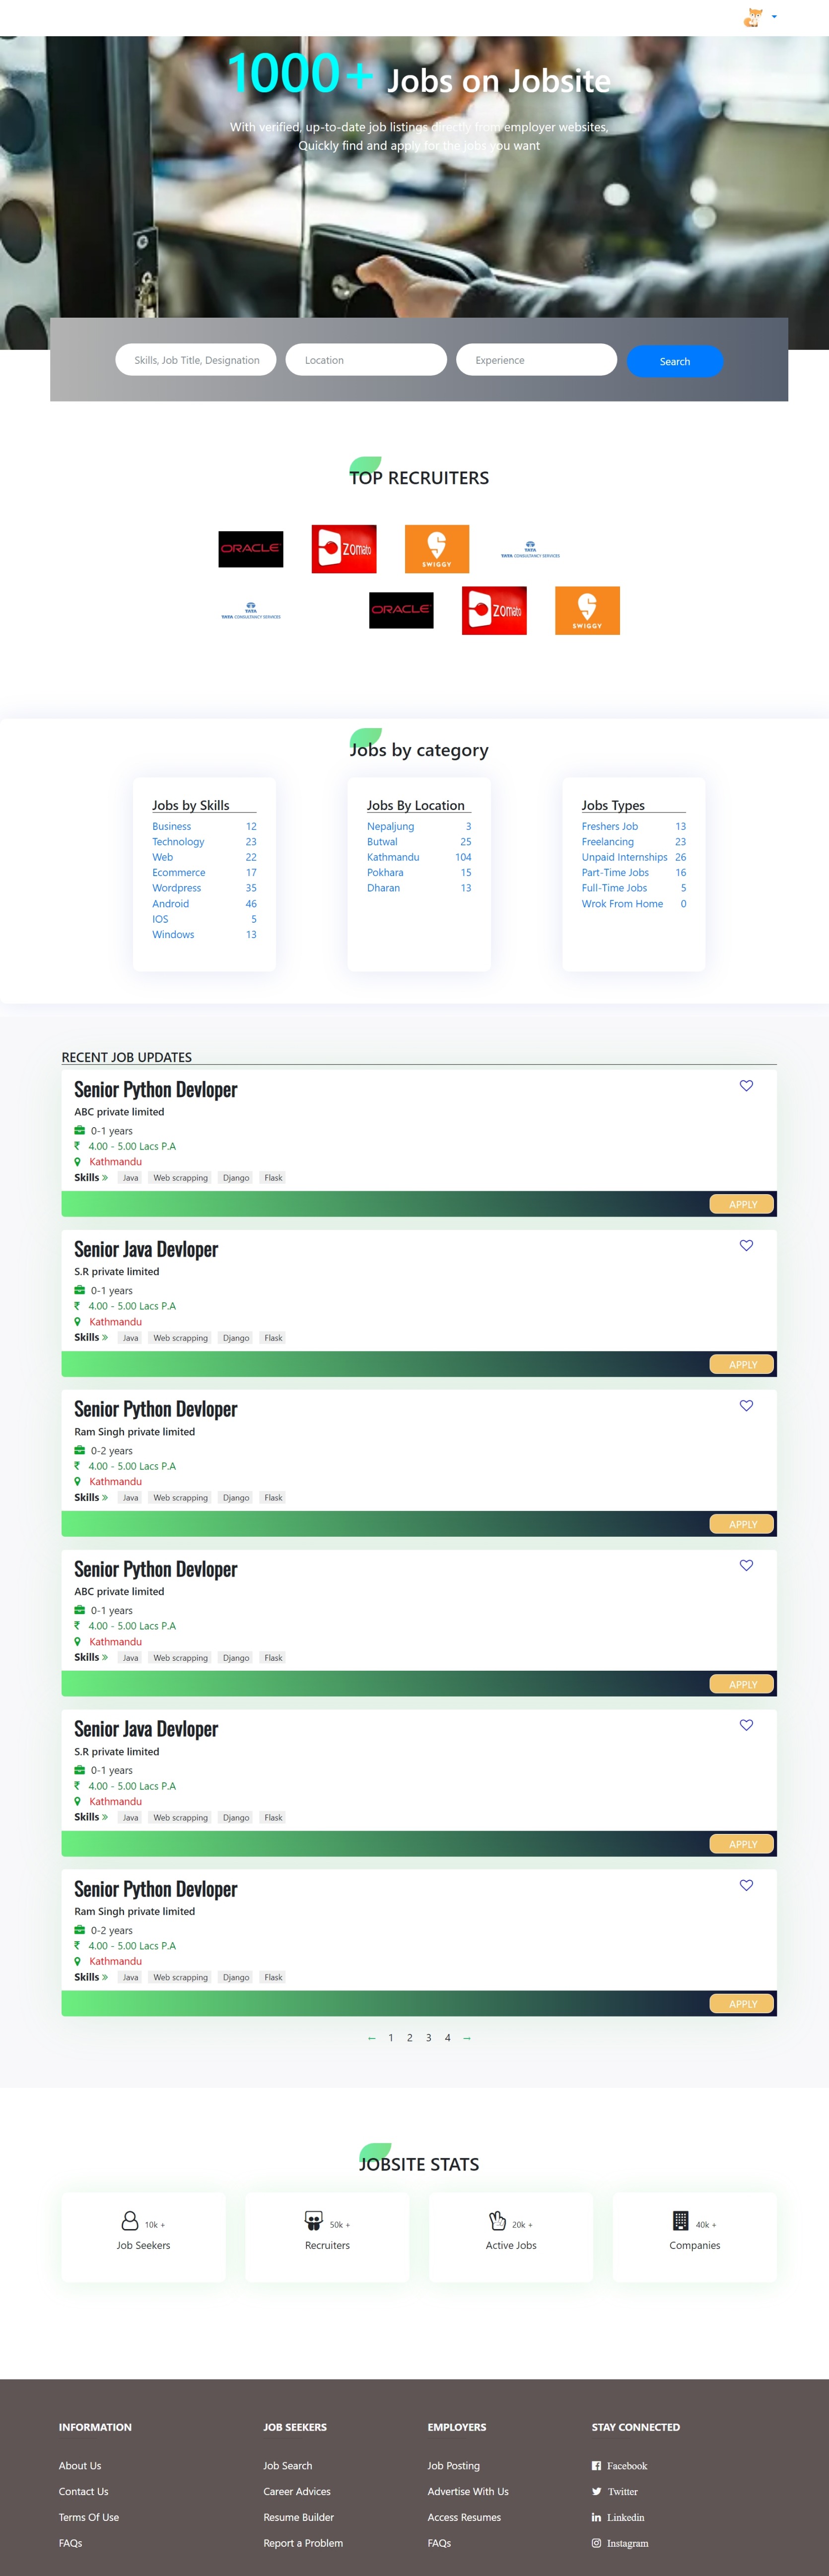 1000+ Jobs on Jobsite
With verified, up-to-date job listings directly from employer websites,
Quickly find and apply for the jobs you want
Skills, Job Title, Designation
Location
Experience
Search
TOP RECRUITERS
ORACLE
zomato
SWIGGY
TATA
TATA CONSULTANCY SERVICES
TATA
TATA CONSULTANCY SERVICES
ORACLE
zomato
SWIGGY
Jobs by category
Jobs by Skills
Business 12
Technology 23
Web 22
Ecommerce 17
Wordpress 35
Android 46
IOS 5
Windows 13
Jobs By Location
Nepaljung 3
Butwal 25
Kathmandu 104
Pokhara 15
Dharan 13
Jobs Types
Freshers Job 13
Freelancing 23
Unpaid Internships 26
Part-Time Jobs 16
Full-Time Jobs 5
Wrok From Home 0
RECENT JOB UPDATES
Senior Python Devloper
ABC private limited
0-1 years
₹ 4.00 - 5.00 Lacs P.A
Kathmandu
Skills » Java Web scrapping Django Flask
APPLY
Senior Java Devloper
S.R private limited
0-1 years
₹ 4.00 - 5.00 Lacs P.A
Kathmandu
Skills » Java Web scrapping Django Flask
APPLY
Senior Python Devloper
Ram Singh private limited
0-2 years
₹ 4.00 - 5.00 Lacs P.A
Kathmandu
Skills » Java Web scrapping Django Flask
APPLY
Senior Python Devloper
ABC private limited
0-1 years
₹ 4.00 - 5.00 Lacs P.A
Kathmandu
Skills » Java Web scrapping Django Flask
APPLY
Senior Java Devloper
S.R private limited
0-1 years
₹ 4.00 - 5.00 Lacs P.A
Kathmandu
Skills » Java Web scrapping Django Flask
APPLY
Senior Python Devloper
Ram Singh private limited
0-2 years
₹ 4.00 - 5.00 Lacs P.A
Kathmandu
Skills » Java Web scrapping Django Flask
APPLY
← 1 2 3 4 →
JOBSITE STATS
10k +
Job Seekers
50k +
Recruiters
20k +
Active Jobs
40k +
Companies
INFORMATION
About Us
Contact Us
Terms Of Use
FAQs
JOB SEEKERS
Job Search
Career Advices
Resume Builder
Report a Problem
EMPLOYERS
Job Posting
Advertise With Us
Access Resumes
FAQs
STAY CONNECTED
Facebook
Twitter
Linkedin
Instagram